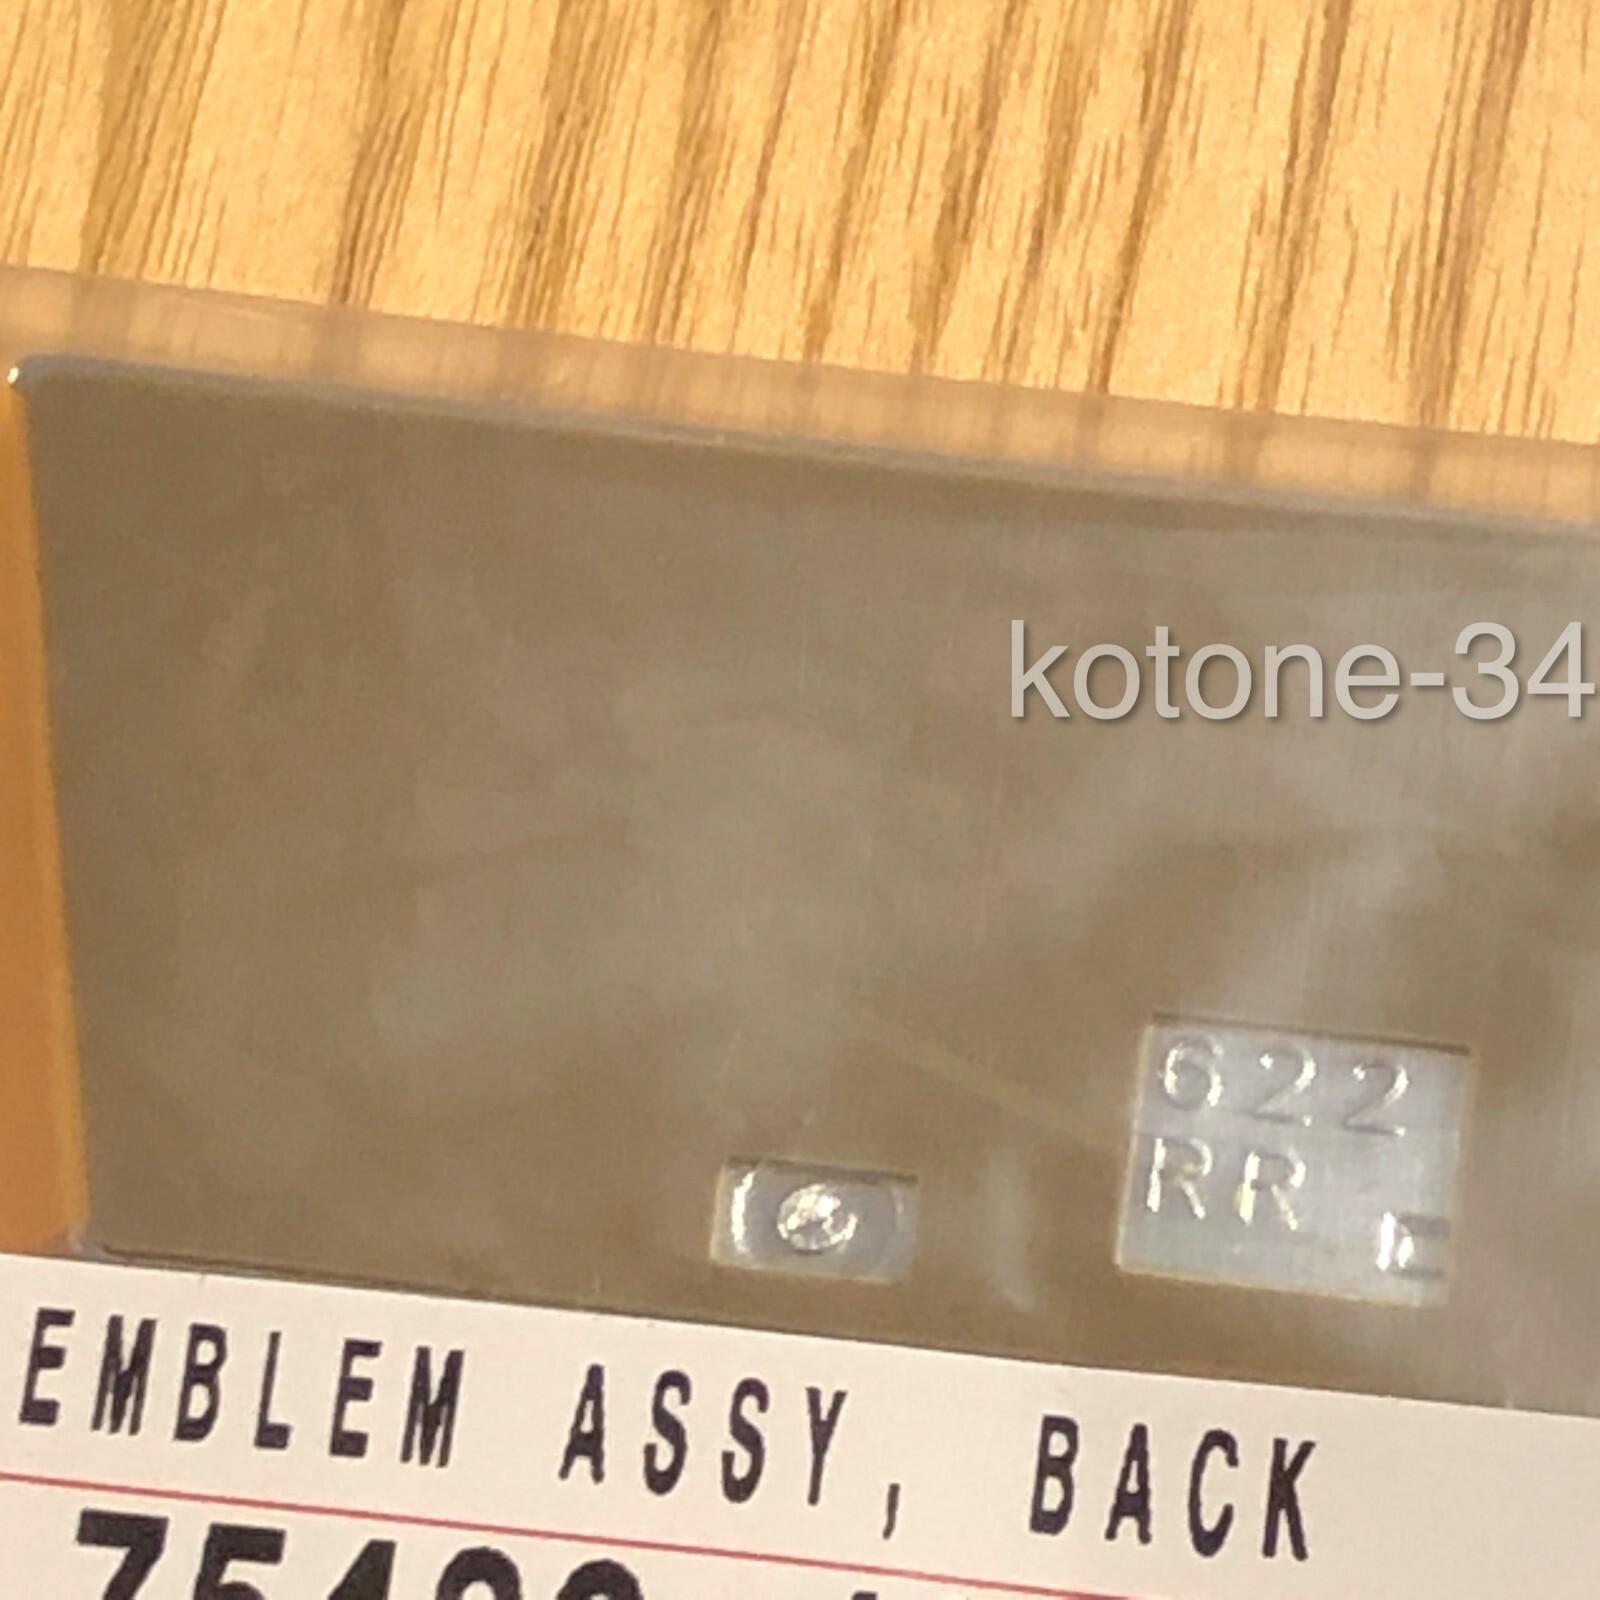 kotone-34
622
RR
EMBLEM ASSY, BACK